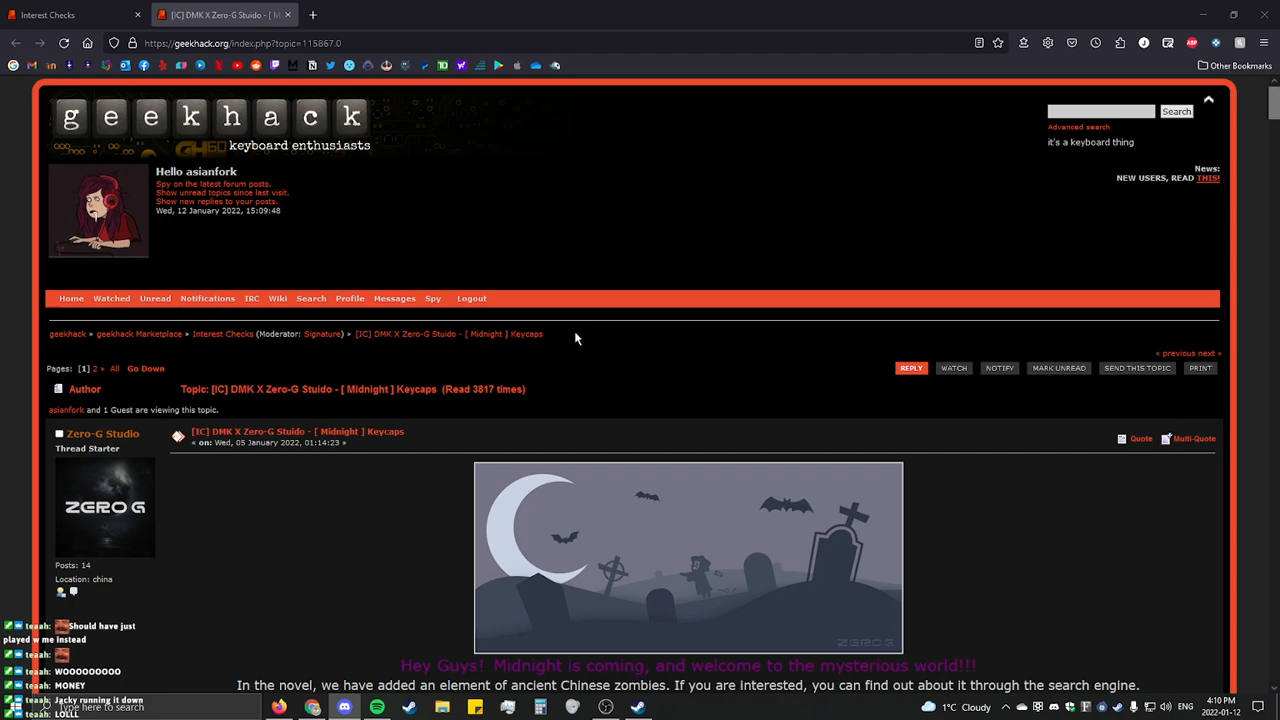 Interest Checks
[IC] DMK X Zero-G Stuido - [ M
https://geekhack.org/index.php?topic=115867.0
Other Bookmarks
geekhack
keyboard enthusiasts
Search
Advanced search
it's a keyboard thing
News:
NEW USERS, READ THIS!
Hello asianfork
Spy on the latest forum posts.
Show unread topics since last visit.
Show new replies to your posts.
Wed, 12 January 2022, 15:09:48
Home Watched Unread Notifications IRC Wiki Search Profile Messages Spy Logout
geekhack » geekhack Marketplace » Interest Checks (Moderator: Signature) » [IC] DMK X Zero-G Stuido - [ Midnight ] Keycaps
« previous next »
Pages: [1] 2 » All Go Down
REPLY WATCH NOTIFY MARK UNREAD SEND THIS TOPIC PRINT
Author Topic: [IC] DMK X Zero-G Stuido - [ Midnight ] Keycaps (Read 3817 times)
asianfork and 1 Guest are viewing this topic.
Zero-G Studio
Thread Starter
ZERO G
Posts: 14
Location: china
[IC] DMK X Zero-G Stuido - [ Midnight ] Keycaps
« on: Wed, 05 January 2022, 01:14:23 »
Quote Multi-Quote
ZERO G
Hey Guys! Midnight is coming, and welcome to the mysterious world!!!
In the novel, we have added an element of ancient Chinese zombies. If you are interested, you can find out about it through the search engine.
teaah: Should have just
played w me instead
teaah:
teaah: WOOOOOOOOO
teaah: MONEY
teaah: Jacky running it down
teaah: LOLLL
Type here to search
1°C Cloudy
ENG
4:10 PM
2022-01-12